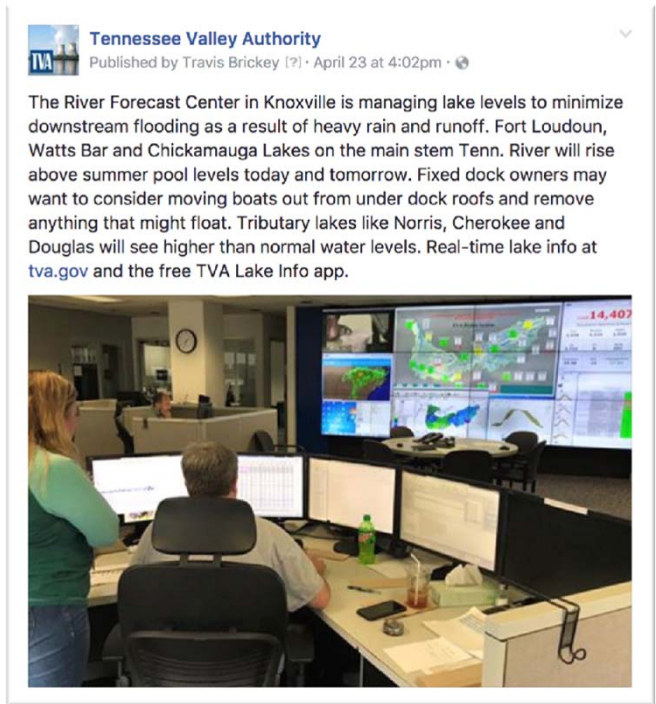 TVA
Tennessee Valley Authority
Published by Travis Brickey [?] · April 23 at 4:02pm ·
The River Forecast Center in Knoxville is managing lake levels to minimize
downstream flooding as a result of heavy rain and runoff. Fort Loudoun,
Watts Bar and Chickamauga Lakes on the main stem Tenn. River will rise
above summer pool levels today and tomorrow. Fixed dock owners may
want to consider moving boats out from under dock roofs and remove
anything that might float. Tributary lakes like Norris, Cherokee and
Douglas will see higher than normal water levels. Real-time lake info at
tva.gov and the free TVA Lake Info app.
14,407